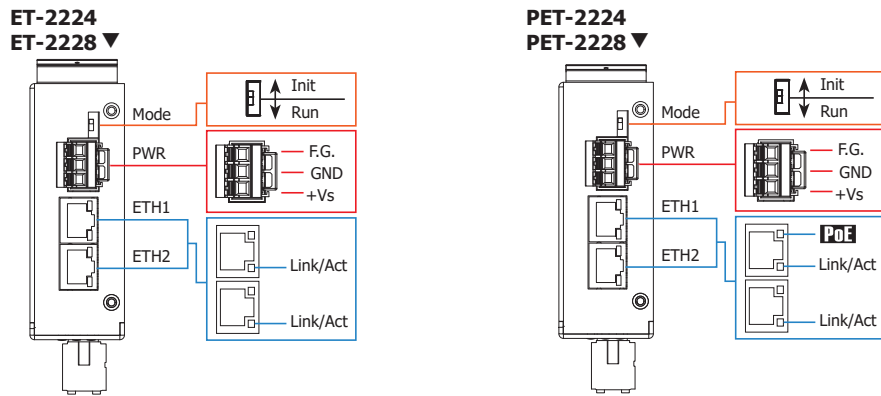 ET-2224
ET-2228 ▼
Mode
PWR
ETH1
ETH2
Init
Run
F.G.
GND
+Vs
Link/Act
Link/Act
PET-2224
PET-2228 ▼
Mode
PWR
ETH1
ETH2
Init
Run
F.G.
GND
+Vs
PoE
Link/Act
Link/Act